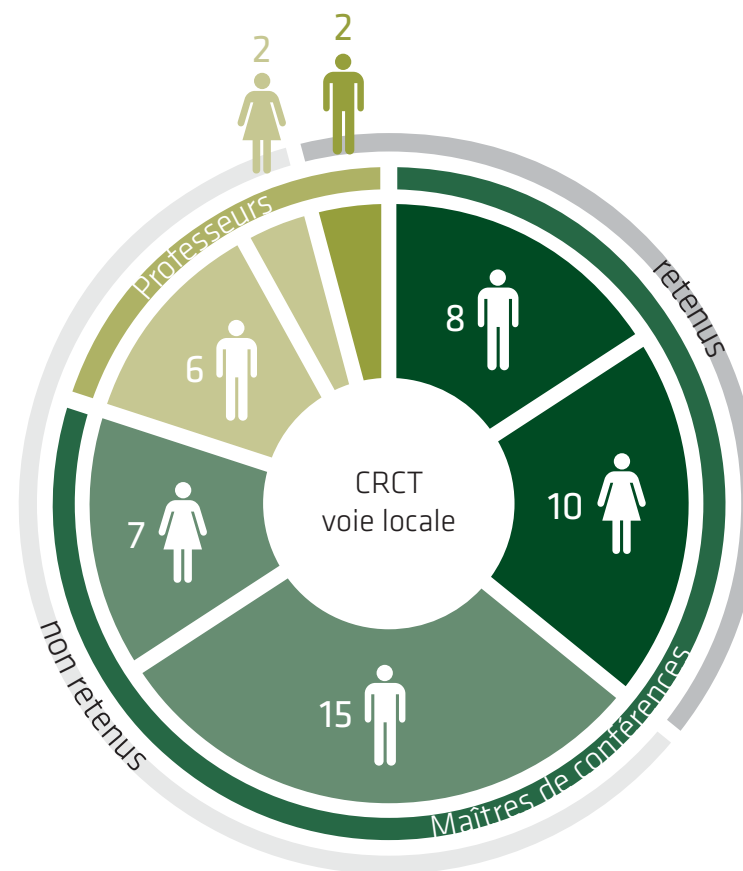 2
2
Professeurs
retenus
8
6
CRCT
voie locale
10
7
non retenus
15
Maîtres de conférences